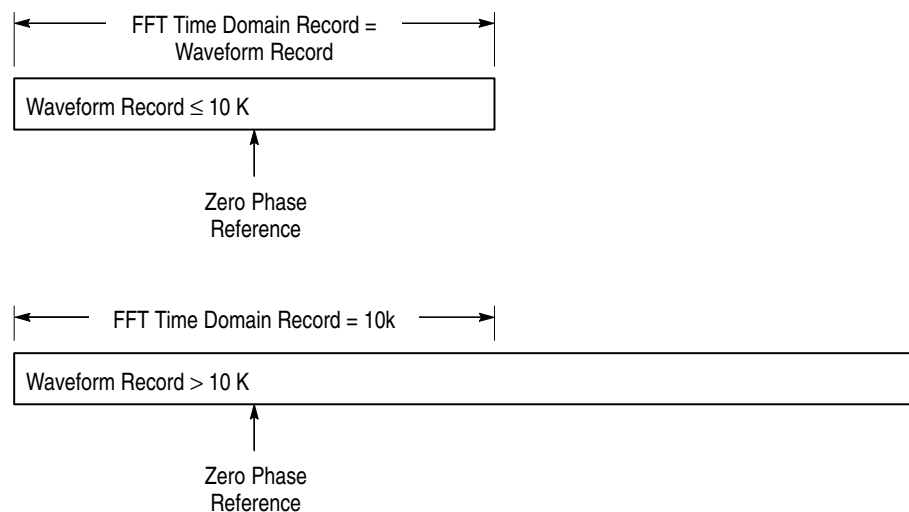 FFT Time Domain Record =
Waveform Record
Waveform Record ≤ 10 K
Zero Phase
Reference
FFT Time Domain Record = 10k
Waveform Record > 10 K
Zero Phase
Reference